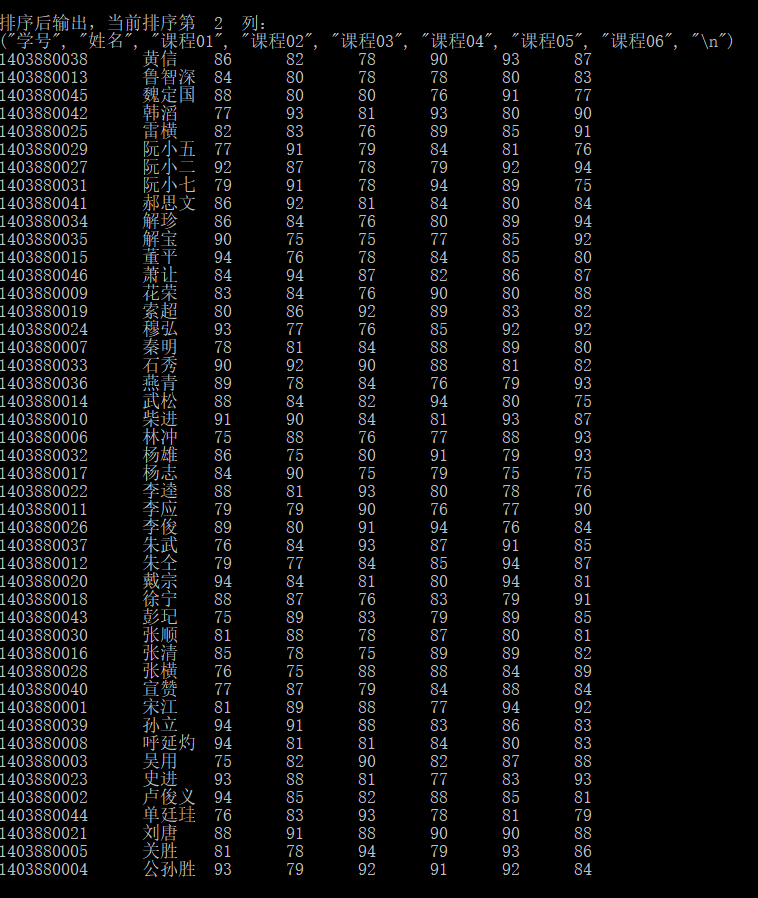 排序后输出，当前排序第  2  列：
("学号", "姓名", "课程01", "课程02", "课程03", "课程04", "课程05", "课程06", "\n")
1403880038 黄信 86 82 78 90 93 87
1403880013 鲁智深 84 80 78 78 80 83
1403880045 魏定国 88 80 80 76 91 77
1403880042 韩滔 77 93 81 93 80 90
1403880025 雷横 82 83 76 89 85 91
1403880029 阮小五 77 91 79 84 81 76
1403880027 阮小二 92 87 78 79 92 94
1403880031 阮小七 79 91 78 94 89 75
1403880041 郝思文 86 92 81 84 80 84
1403880034 解珍 86 84 76 80 89 94
1403880035 解宝 90 75 75 77 85 92
1403880015 董平 94 76 78 84 85 80
1403880046 萧让 84 94 87 82 86 87
1403880009 花荣 83 84 76 90 80 88
1403880019 索超 80 86 92 89 83 82
1403880024 穆弘 93 77 76 85 92 92
1403880007 秦明 78 81 84 88 89 80
1403880033 石秀 90 92 90 88 81 82
1403880036 燕青 89 78 84 76 79 93
1403880014 武松 88 84 82 94 80 75
1403880010 柴进 91 90 84 81 93 87
1403880006 林冲 75 88 76 77 88 93
1403880032 杨雄 86 75 80 91 79 93
1403880017 杨志 84 90 75 79 75 75
1403880022 李逵 88 81 93 80 78 76
1403880011 李应 79 79 90 76 77 90
1403880026 李俊 89 80 91 94 76 84
1403880037 朱武 76 84 93 87 91 85
1403880012 朱仝 79 77 84 85 94 87
1403880020 戴宗 94 84 81 80 94 81
1403880018 徐宁 88 87 76 83 79 91
1403880043 彭玘 75 89 83 79 89 85
1403880030 张顺 81 88 78 87 80 81
1403880016 张清 85 78 75 89 89 82
1403880028 张横 76 75 88 88 84 89
1403880040 宣赞 77 87 79 84 88 84
1403880001 宋江 81 89 88 77 94 92
1403880039 孙立 94 91 88 83 86 83
1403880008 呼延灼 94 81 81 84 80 83
1403880003 吴用 75 82 90 82 87 88
1403880023 史进 93 88 81 77 83 93
1403880002 卢俊义 94 85 82 88 85 81
1403880044 单廷珪 76 83 93 78 81 79
1403880021 刘唐 88 91 88 90 90 88
1403880005 关胜 81 78 94 79 93 86
1403880004 公孙胜 93 79 92 91 92 84